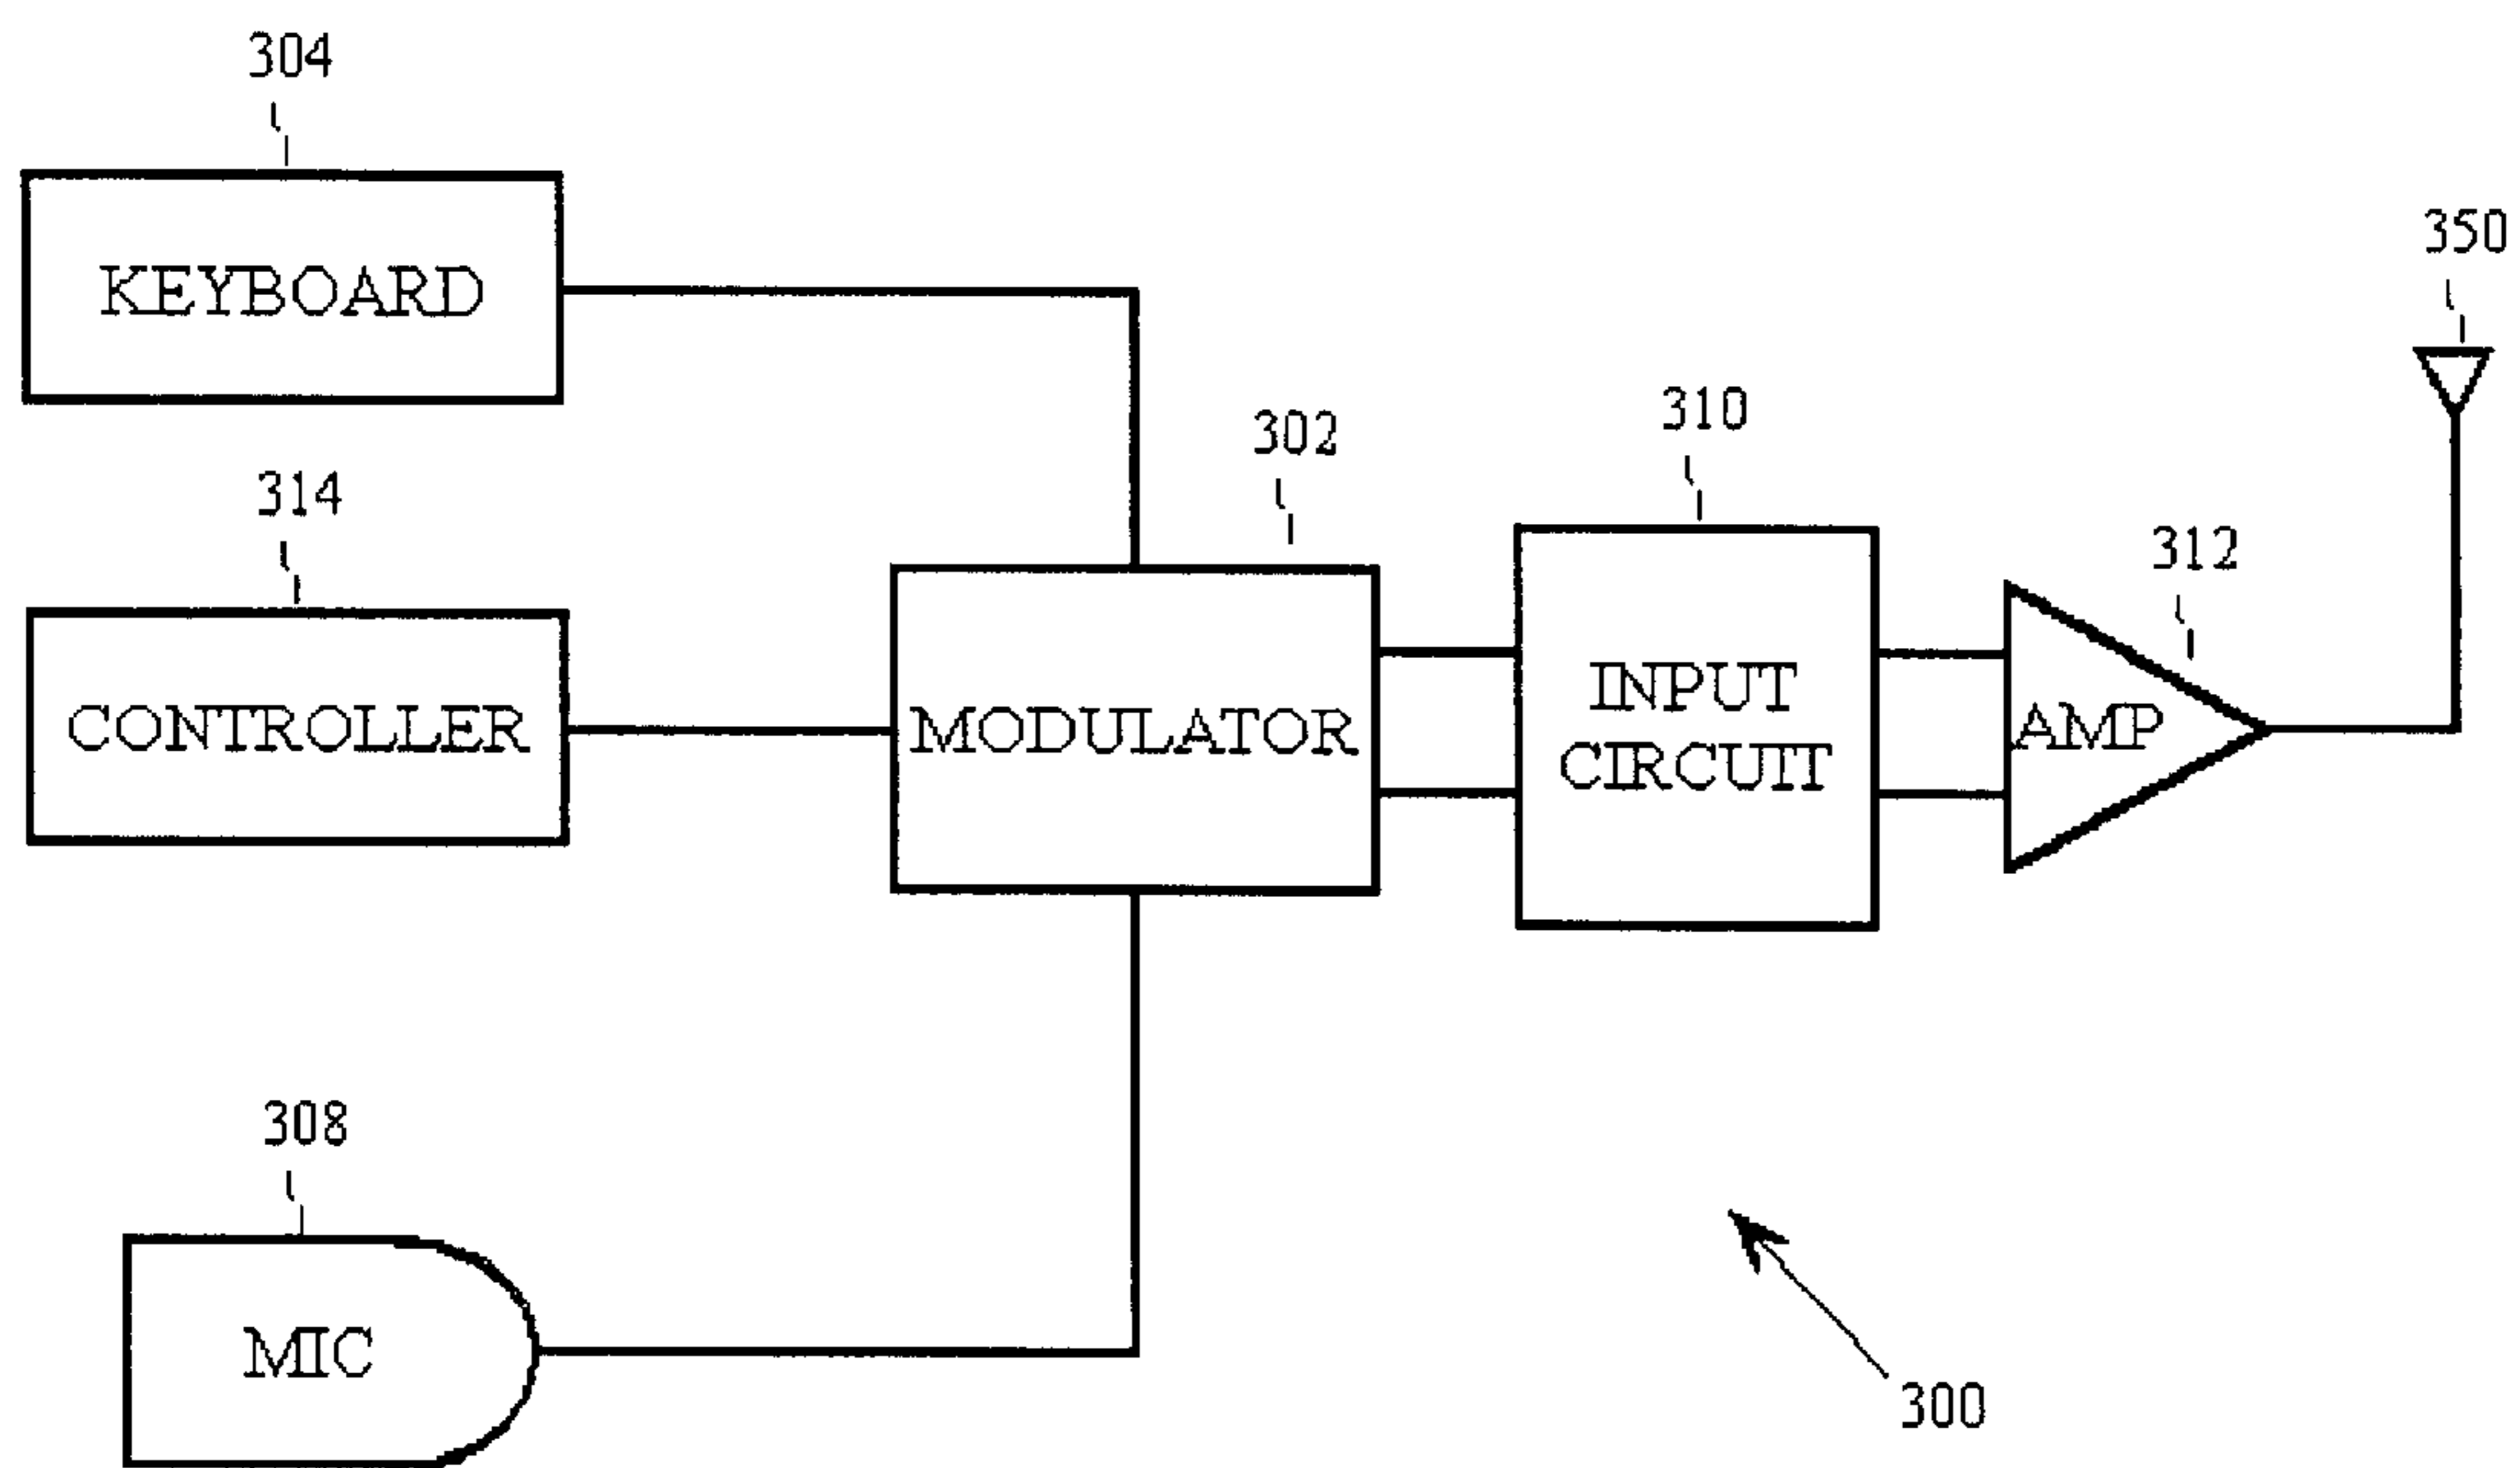 304
KEYBOARD
350
310
302
314
312
CONTROLLER
MODULATOR
INPUT
CIRCUIT
AMP
308
MIC
300